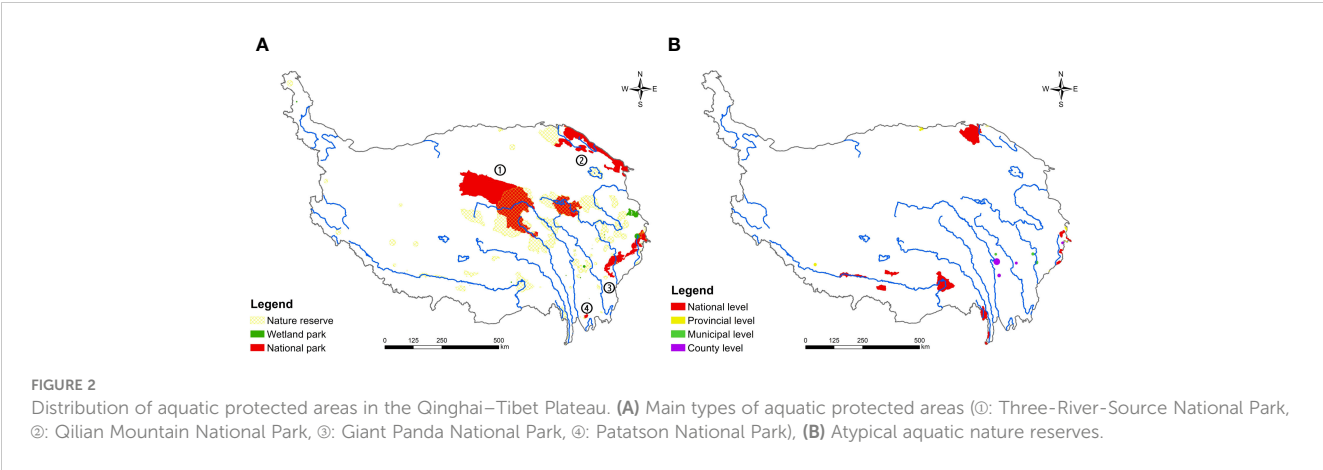 A
B
N
W E
S
N
W E
S
①
②
③
④
Legend
Nature reserve
Wetland park
National park
0 125 250 500
km
Legend
National level
Provincial level
Municipal level
County level
0 125 250 500
km
FIGURE 2
Distribution of aquatic protected areas in the Qinghai–Tibet Plateau. (A) Main types of aquatic protected areas (①: Three-River-Source National Park,
②: Qilian Mountain National Park, ③: Giant Panda National Park, ④: Patatson National Park), (B) Atypical aquatic nature reserves.